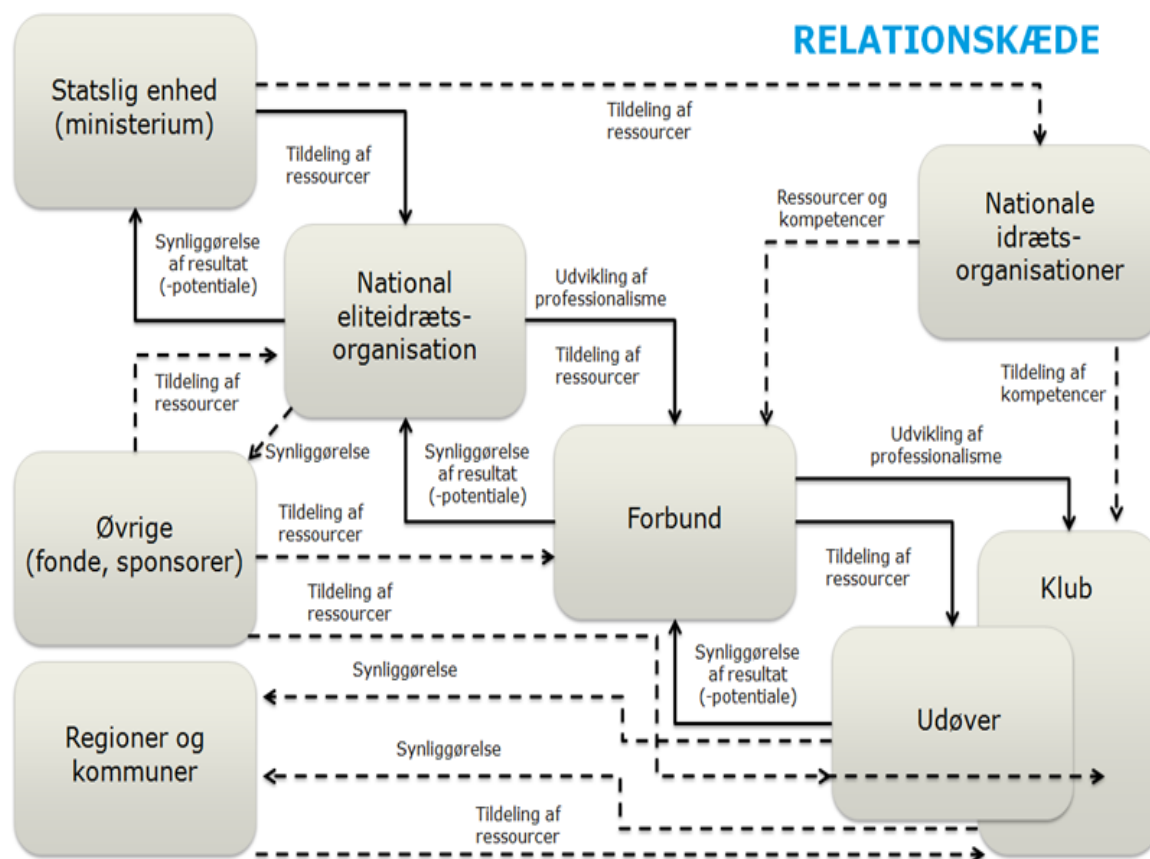 RELATIONSKÆDE
Statslig enhed
(ministerium)
Tildeling af
ressourcer
Tildeling af
ressourcer
Nationale
idræts-
organisationer
Ressourcer og
kompetencer
Synliggørelse
af resultat
(-potentiale)
National
eliteidræts-
organisation
Udvikling af
professionalisme
Tildeling af
ressourcer
Tildeling af
ressourcer
Tildeling af
kompetencer
Synliggørelse
Synliggørelse
af resultat
(-potentiale)
Udvikling af
professionalisme
Øvrige
(fonde, sponsorer)
Tildeling af
ressourcer
Forbund
Tildeling af
ressourcer
Klub
Tildeling af
ressourcer
Synliggørelse
af resultat
(-potentiale)
Synliggørelse
Udøver
Regioner og
kommuner
Synliggørelse
Tildeling af
ressourcer